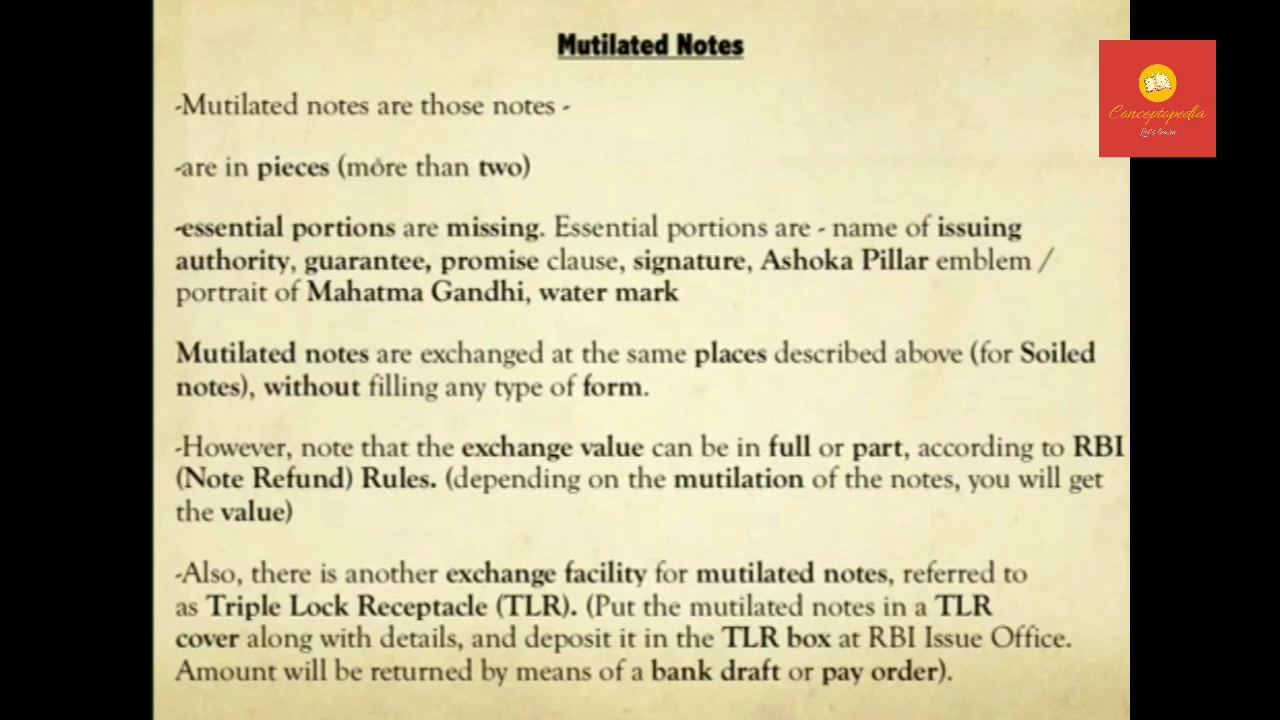 Mutilated Notes
Conceptopedia
Let's learn
-Mutilated notes are those notes -
-are in pieces (more than two)
-essential portions are missing. Essential portions are - name of issuing
authority, guarantee, promise clause, signature, Ashoka Pillar emblem /
portrait of Mahatma Gandhi, water mark
Mutilated notes are exchanged at the same places described above (for Soiled
notes), without filling any type of form.
-However, note that the exchange value can be in full or part, according to RBI
(Note Refund) Rules. (depending on the mutilation of the notes, you will get
the value)
-Also, there is another exchange facility for mutilated notes, referred to
as Triple Lock Receptacle (TLR). (Put the mutilated notes in a TLR
cover along with details, and deposit it in the TLR box at RBI Issue Office.
Amount will be returned by means of a bank draft or pay order).